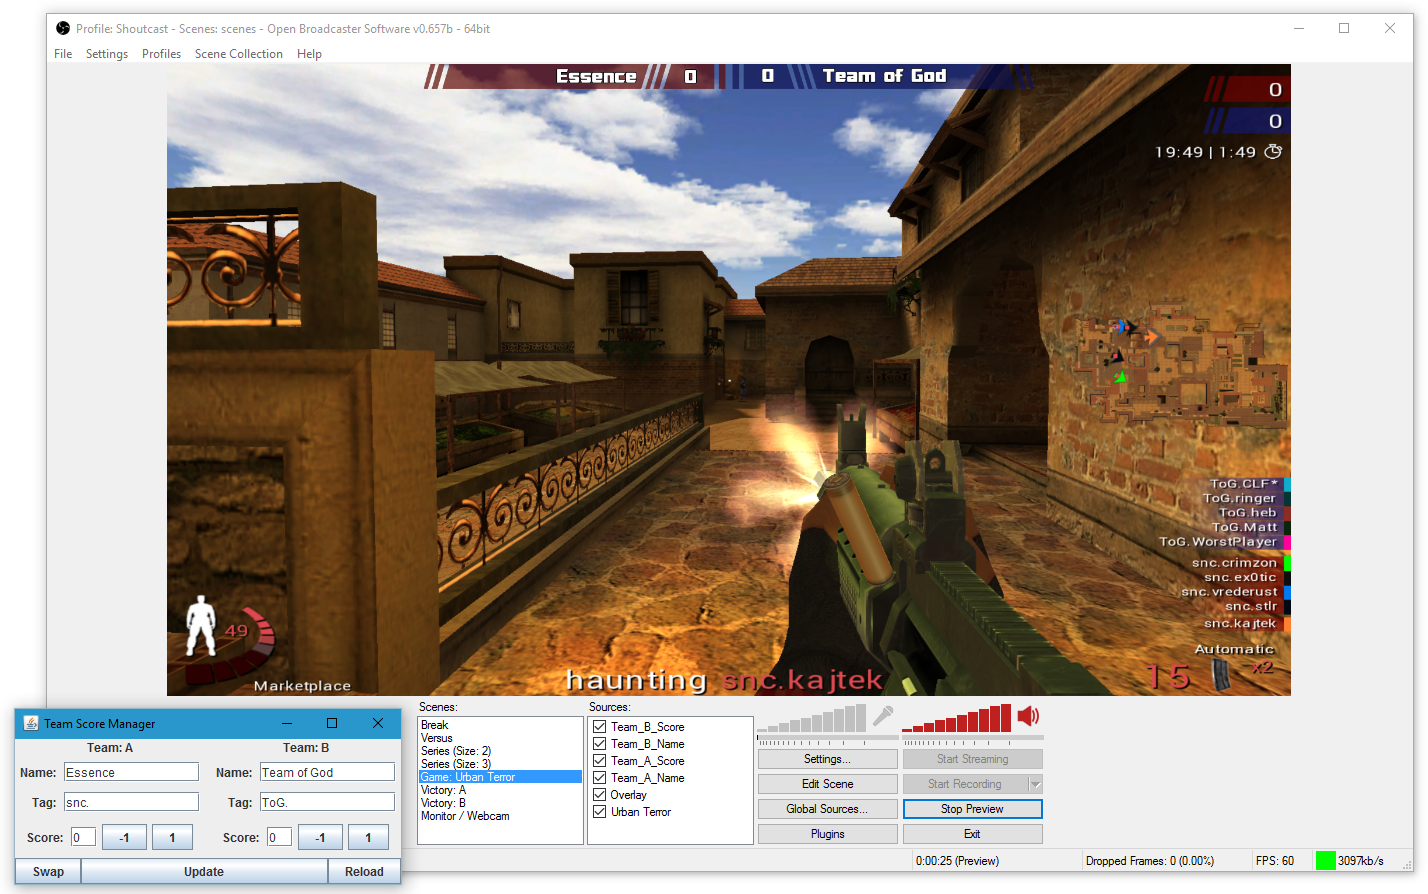 Profile: Shoutcast - Scenes: scenes - Open Broadcaster Software v0.657b - 64bit
File Settings Profiles Scene Collection Help
Essence 0 0 Team of God
0
0
19:49 | 1:49
ToG.CLF*
ToG.ringer
ToG.heb
ToG.Matt
ToG.WorstPlayer
snc.crimzon
snc.ex0tic
snc.vrederust
snc.stlr
snc.kajtek
49
Automatic
15 x2
Marketplace
haunting snc.kajtek
Team Score Manager
Team: A Team: B
Name: Essence Name: Team of God
Tag: snc. Tag: ToG.
Score: 0 -1 1 Score: 0 -1 1
Swap Update Reload
Scenes:
Break
Versus
Series (Size: 2)
Series (Size: 3)
Game: Urban Terror
Victory: A
Victory: B
Monitor / Webcam
Sources:
Team_B_Score
Team_B_Name
Team_A_Score
Team_A_Name
Overlay
Urban Terror
Settings... Start Streaming
Edit Scene Start Recording
Global Sources... Stop Preview
Plugins Exit
0:00:25 (Preview) Dropped Frames: 0 (0.00%) FPS: 60 3097kb/s